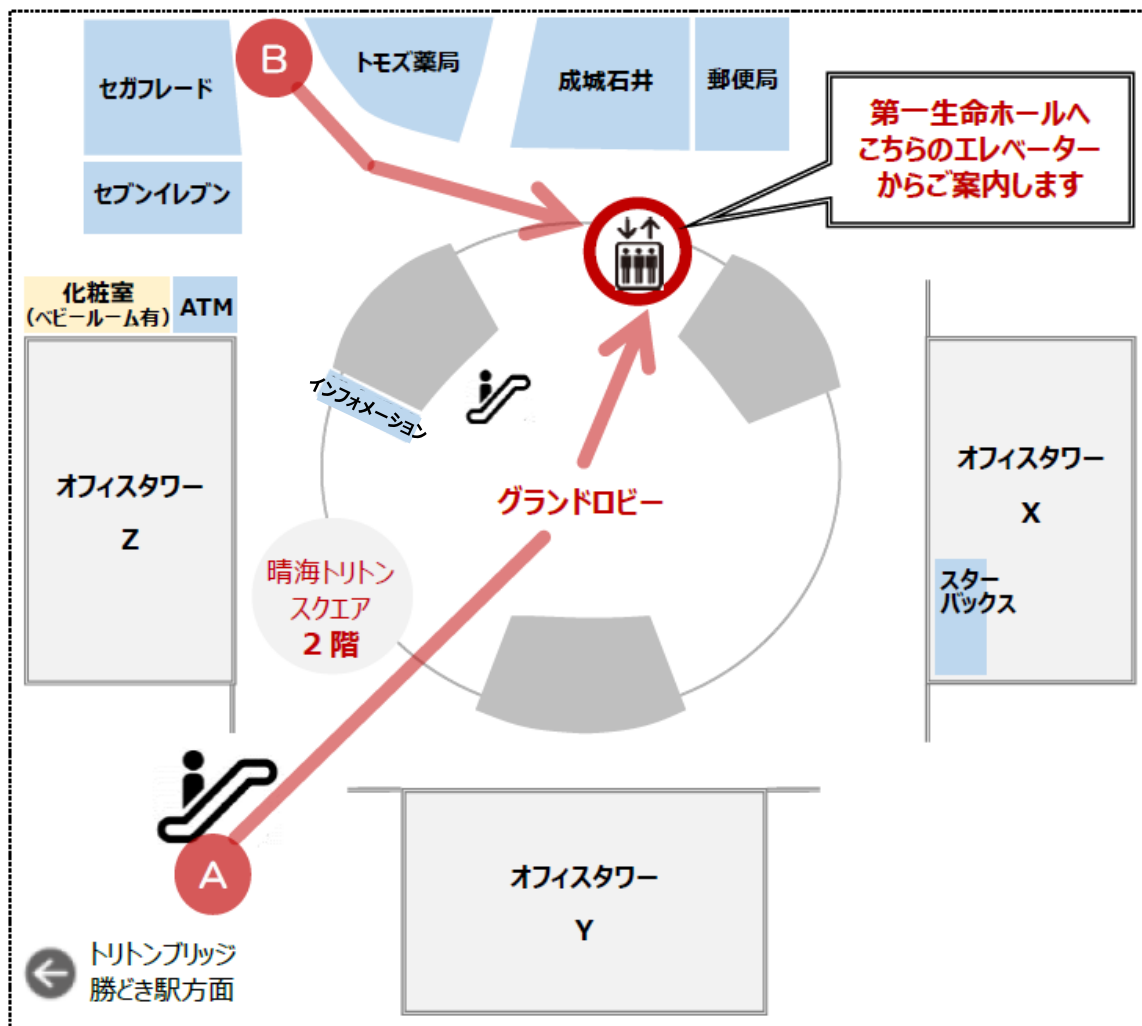 B
セガフレード
トモズ薬局
成城石井
郵便局
セブンイレブン
第一生命ホールへ
こちらのエレベーター
からご案内します
化粧室
（ベビールーム有）
ATM
インフォメーション
オフィスタワー
Z
グランドロビー
オフィスタワー
X
スター
バックス
晴海トリトン
スクエア
２階
A
オフィスタワー
Y
トリトンブリッジ
勝どき駅方面